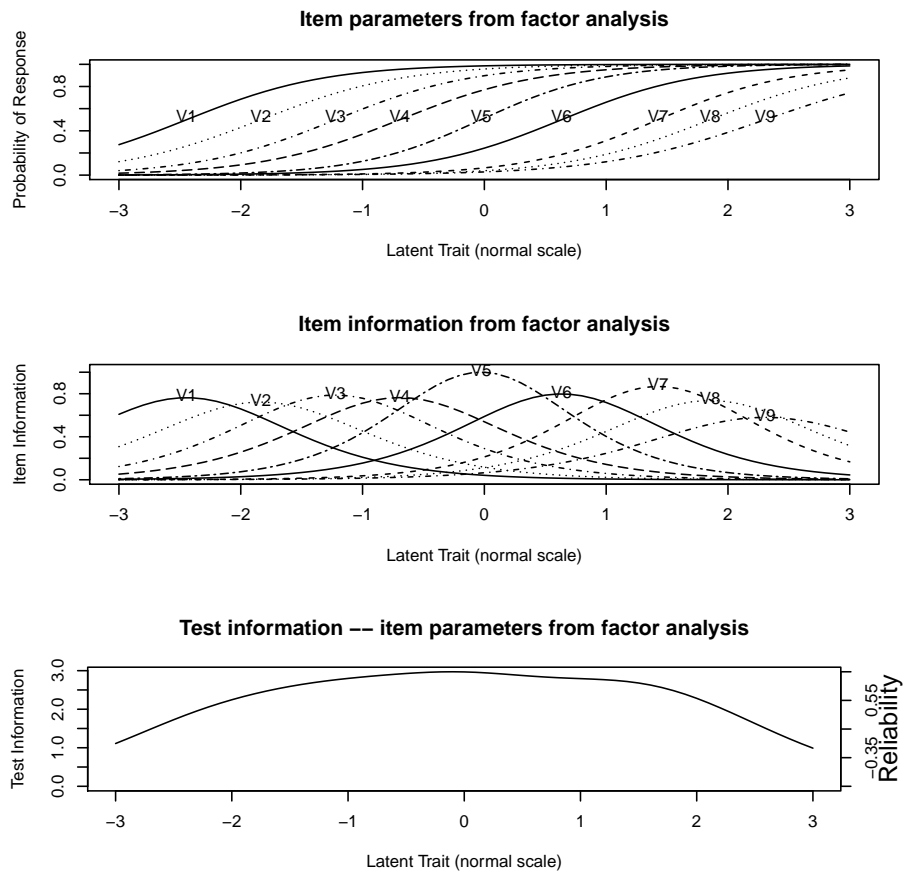 Item parameters from factor analysis
Probability of Response
0.0 0.4 0.8
V1 V2 V3 V4 V5 V6 V7 V8 V9
−3 −2 −1 0 1 2 3
Latent Trait (normal scale)
Item information from factor analysis
Item Information
0.0 0.4 0.8
V1 V2 V3 V4 V5 V6 V7 V8 V9
−3 −2 −1 0 1 2 3
Latent Trait (normal scale)
Test information −− item parameters from factor analysis
Test Information
0.0 1.0 2.0 3.0
−0.35 0.55
Reliability
−3 −2 −1 0 1 2 3
Latent Trait (normal scale)